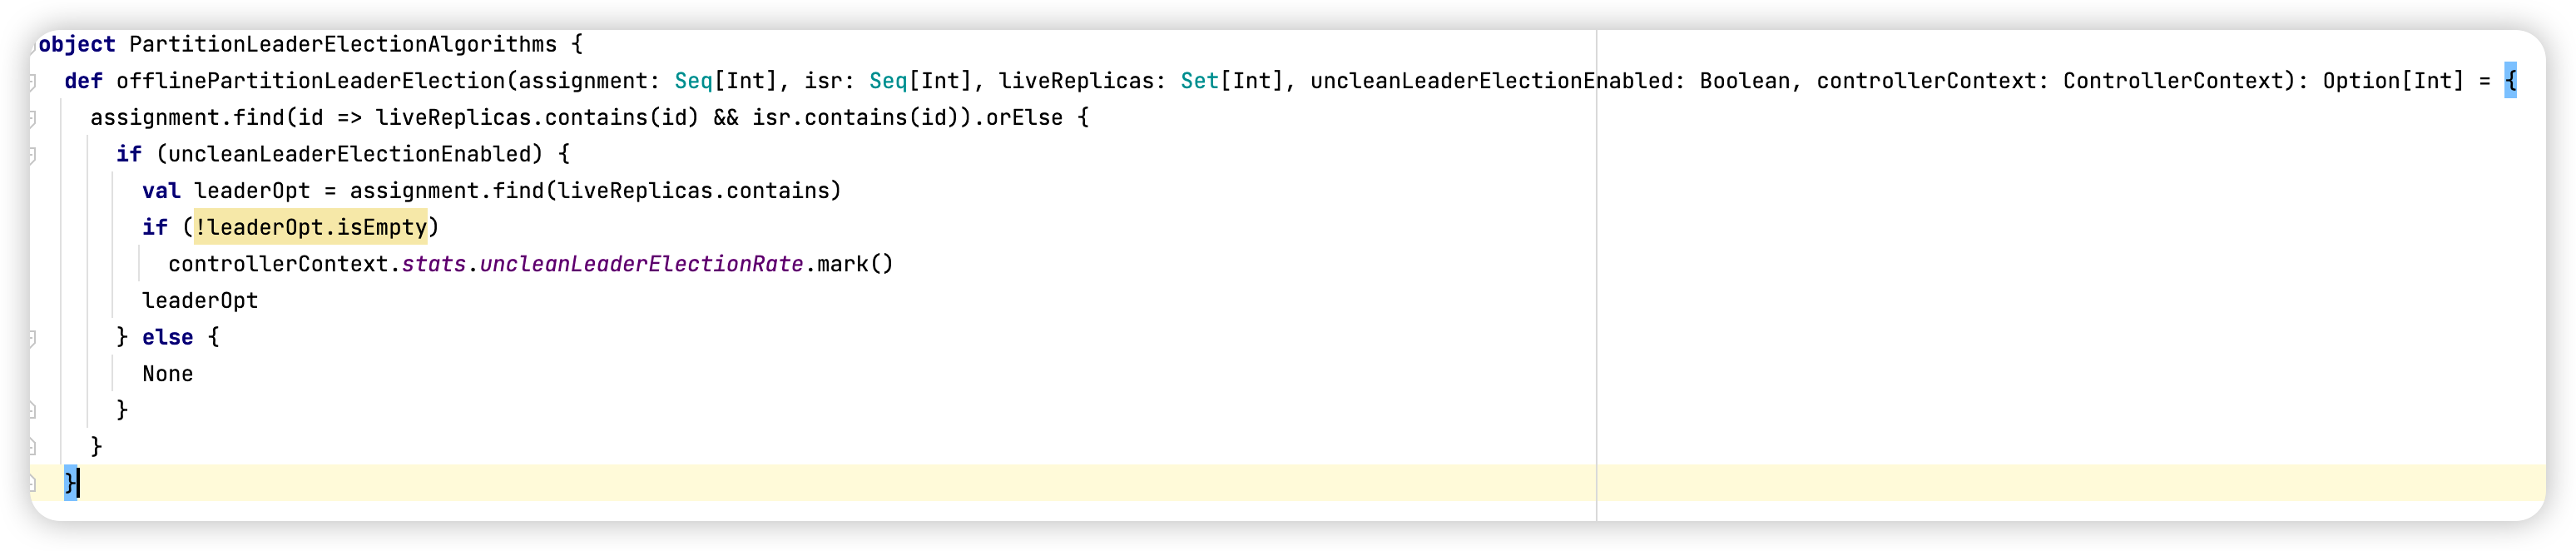 object PartitionLeaderElectionAlgorithms {
def offlinePartitionLeaderElection(assignment: Seq[Int], isr: Seq[Int], liveReplicas: Set[Int], uncleanLeaderElectionEnabled: Boolean, controllerContext: ControllerContext): Option[Int] = {
assignment.find(id => liveReplicas.contains(id) && isr.contains(id)).orElse {
if (uncleanLeaderElectionEnabled) {
val leaderOpt = assignment.find(liveReplicas.contains)
if (!leaderOpt.isEmpty)
controllerContext.stats.uncleanLeaderElectionRate.mark()
leaderOpt
} else {
None
}
}
}